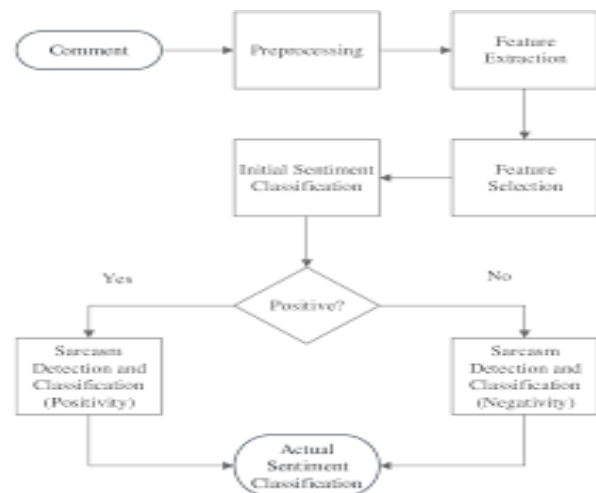 Comment
Preprocessing
Feature
Extraction
Initial Sentiment
Classification
Feature
Selection
Yes
No
Positive?
Sarcasm
Detection and
Classification
(Positivity)
Sarcasm
Detection and
Classification
(Negativity)
Actual
Sentiment
Classification